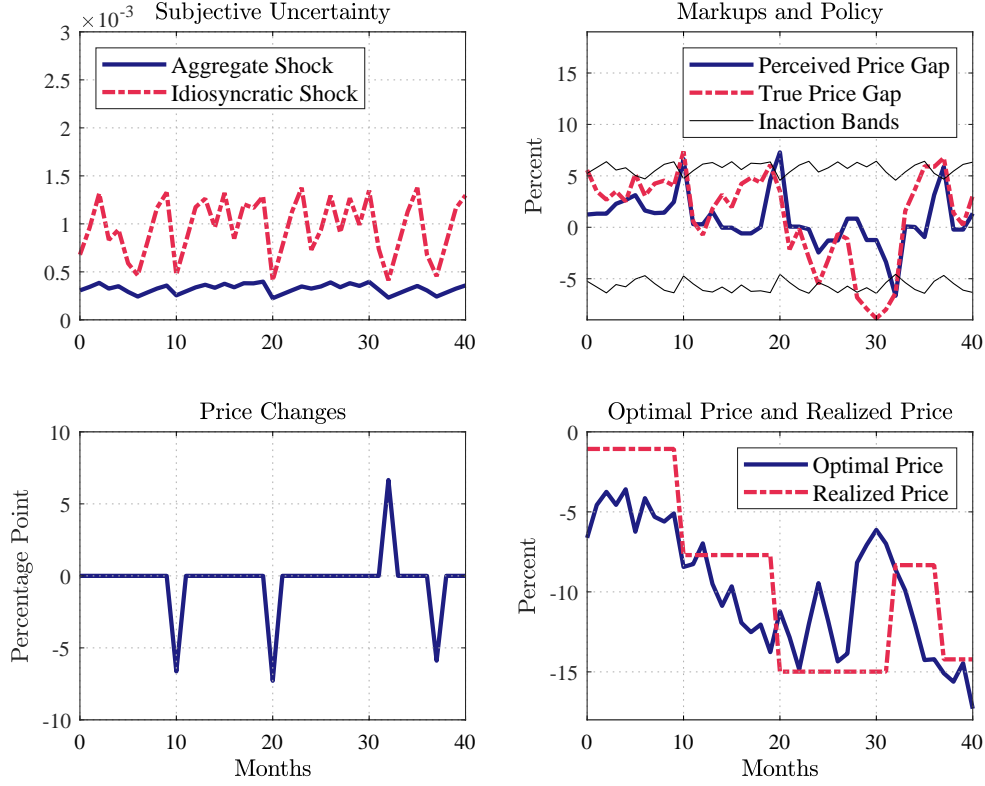 Subjective Uncertainty
×10⁻³
3
2.5
2
1.5
1
0.5
0
0 10 20 30 40
Aggregate Shock
Idiosyncratic Shock
Markups and Policy
Percent
15
10
5
0
-5
0 10 20 30 40
Perceived Price Gap
True Price Gap
Inaction Bands
Price Changes
Percentage Point
10
5
0
-5
-10
0 10 20 30 40
Months
Optimal Price and Realized Price
Percent
0
-5
-10
-15
0 10 20 30 40
Months
Optimal Price
Realized Price